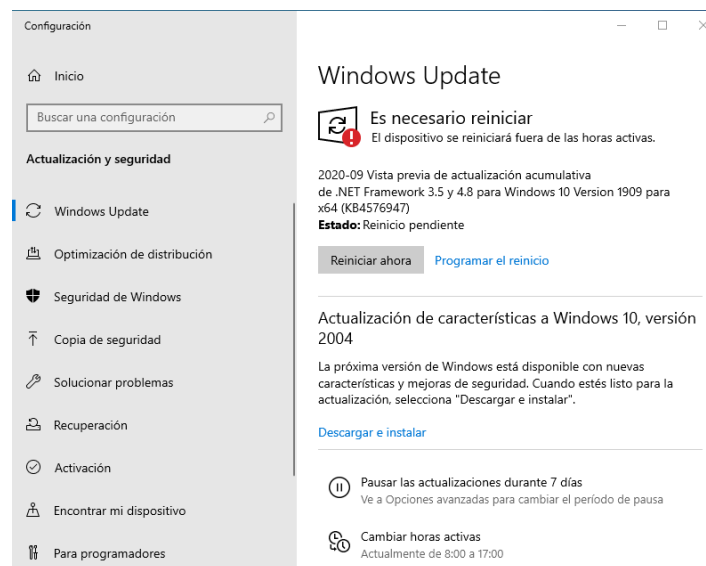 Configuración
Inicio
Buscar una configuración
Actualización y seguridad
Windows Update
Optimización de distribución
Seguridad de Windows
Copia de seguridad
Solucionar problemas
Recuperación
Activación
Encontrar mi dispositivo
Para programadores
Windows Update
Es necesario reiniciar
El dispositivo se reiniciará fuera de las horas activas.
2020-09 Vista previa de actualización acumulativa
de .NET Framework 3.5 y 4.8 para Windows 10 Version 1909 para
x64 (KB4576947)
Estado: Reinicio pendiente
Reiniciar ahora Programar el reinicio
Actualización de características a Windows 10, versión
2004
La próxima versión de Windows está disponible con nuevas
características y mejoras de seguridad. Cuando estés listo para la
actualización, selecciona "Descargar e instalar".
Descargar e instalar
Pausar las actualizaciones durante 7 días
Ve a Opciones avanzadas para cambiar el período de pausa
Cambiar horas activas
Actualmente de 8:00 a 17:00